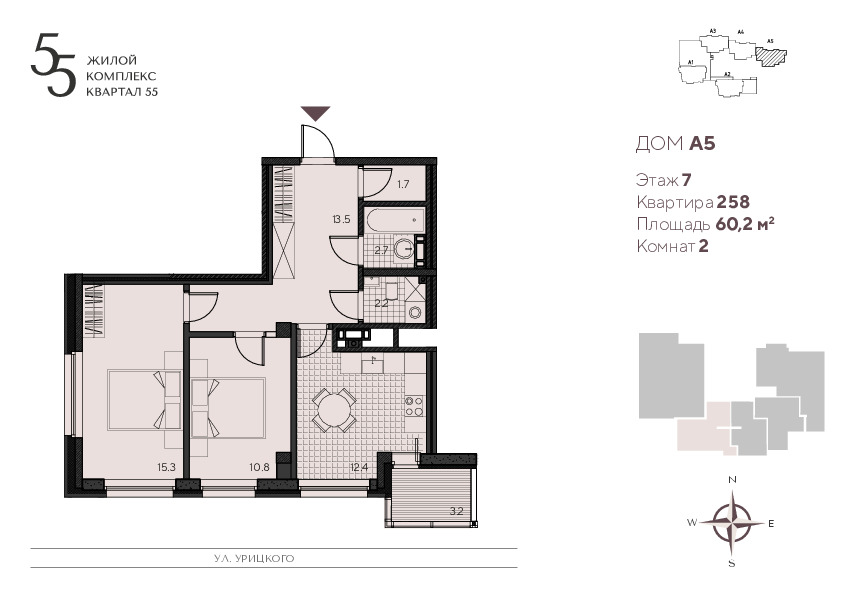 55
ЖИЛОЙ
КОМПЛЕКС
КВАРТАЛ 55
A3
A4
A5
A1
A2
ДОМ A5
Этаж 7
Квартира 258
Площадь 60,2 м²
Комнат 2
1.7
13.5
2.7
2.2
15.3
10.8
12.4
3.2
N
W
E
S
УЛ. УРИЦКОГО